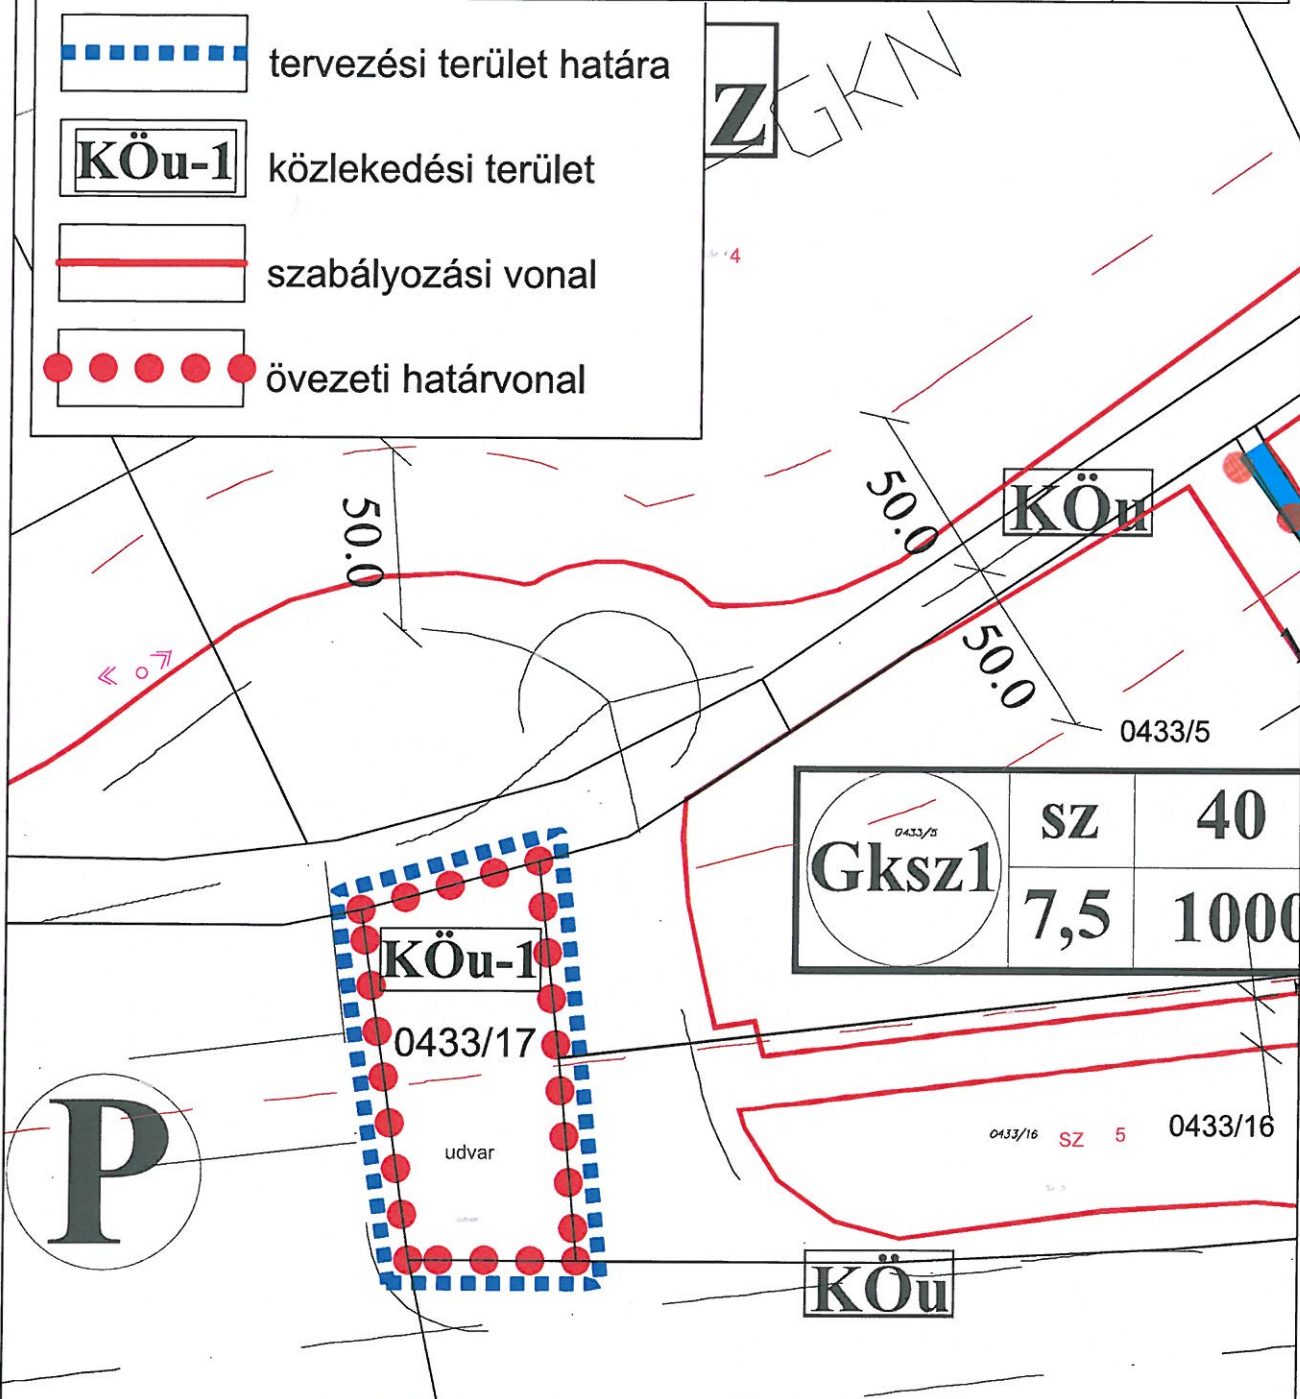 tervezési terület határa
KÖu-1
közlekedési terület
szabályozási vonal
övezeti határvonal
Z
GKN
4
50.0
50.0
KÖu
50.0
0433/5
0433/5
Gksz1
sz
40
7,5
1000
KÖu-1
0433/17
udvar
P
0433/16
SZ
5
0433/16
KÖu